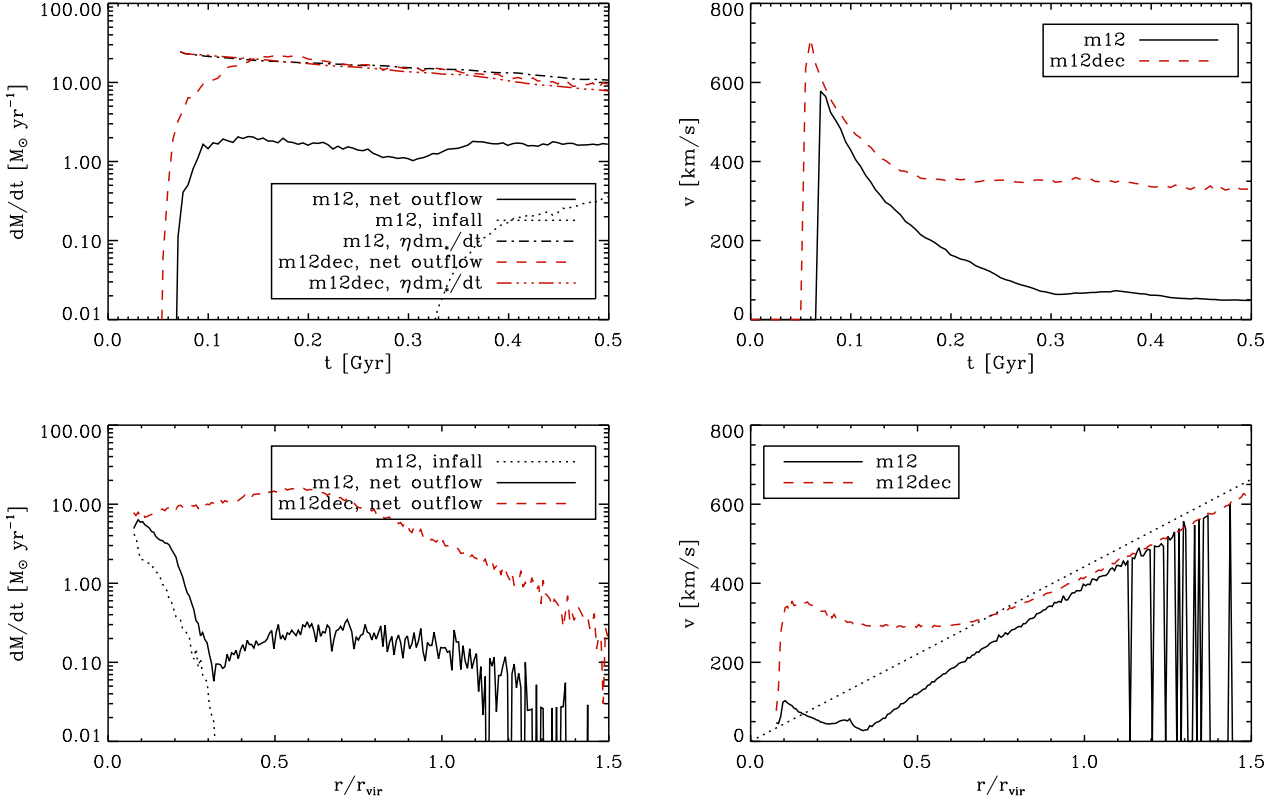 100.00
10.00
1.00
0.10
0.01
dM/dt [M⊙ yr⁻¹]
m12, net outflow
m12, infall
m12, ηdm*/dt
m12dec, net outflow
m12dec, ηdm*/dt
0.0 0.1 0.2 0.3 0.4 0.5
t [Gyr]
800
600
400
200
0
v [km/s]
m12
m12dec
0.0 0.1 0.2 0.3 0.4 0.5
t [Gyr]
100.00
10.00
1.00
0.10
0.01
dM/dt [M⊙ yr⁻¹]
m12, infall
m12, net outflow
m12dec, net outflow
0.0 0.5 1.0 1.5
r/rvir
800
600
400
200
0
v [km/s]
m12
m12dec
0.0 0.5 1.0 1.5
r/rvir